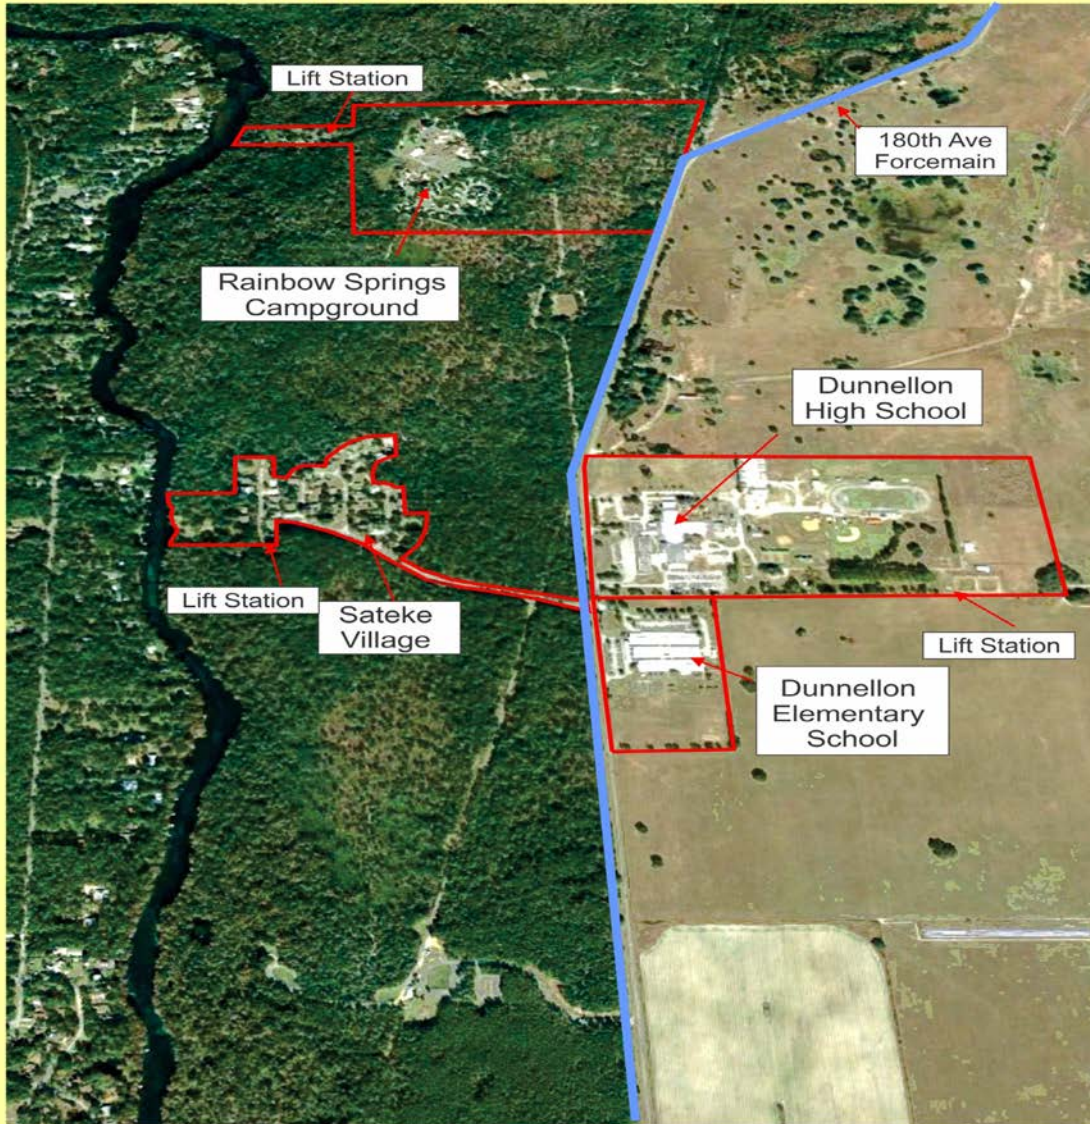 Lift Station
180th Ave
Forcemain
Rainbow Springs
Campground
Dunnellon
High School
Lift Station
Sateke
Village
Lift Station
Dunnellon
Elementary
School